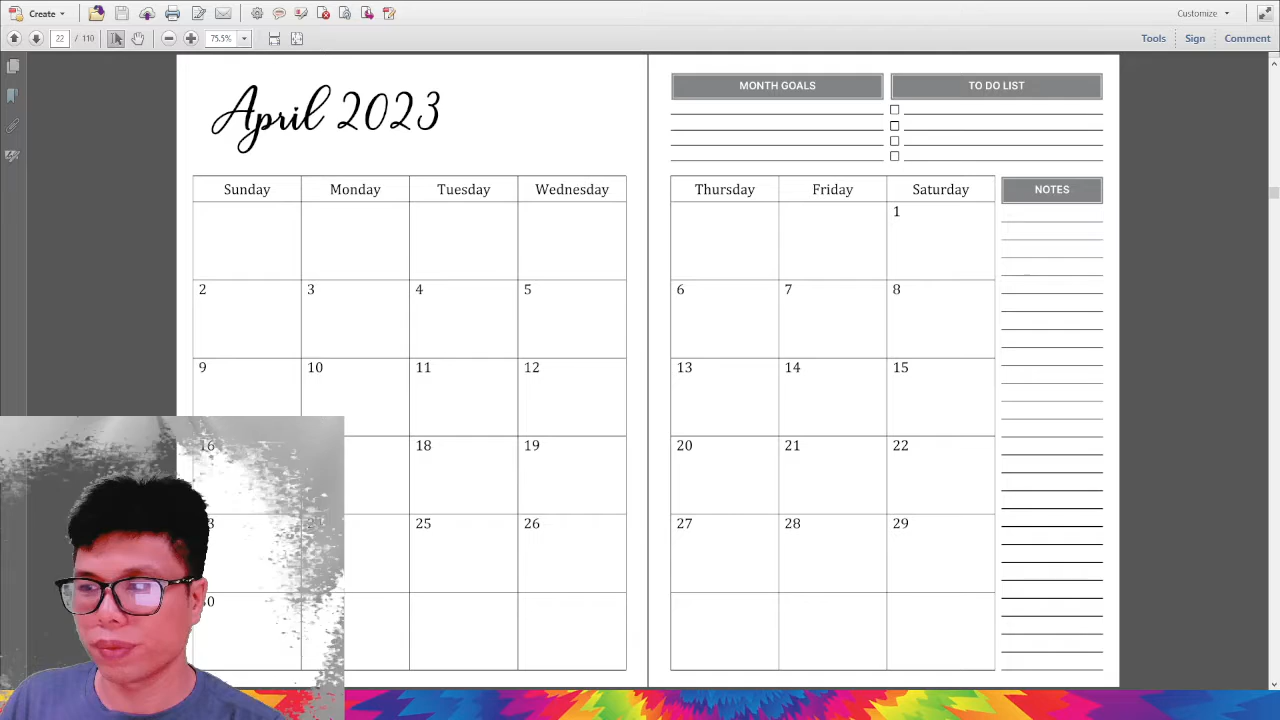 Create
Customize
22 / 110
75.5%
Tools Sign Comment
April 2023
MONTH GOALS TO DO LIST
Sunday Monday Tuesday Wednesday Thursday Friday Saturday NOTES
1
2 3 4 5 6 7 8
9 10 11 12 13 14 15
16 18 19 20 21 22
25 26 27 28 29